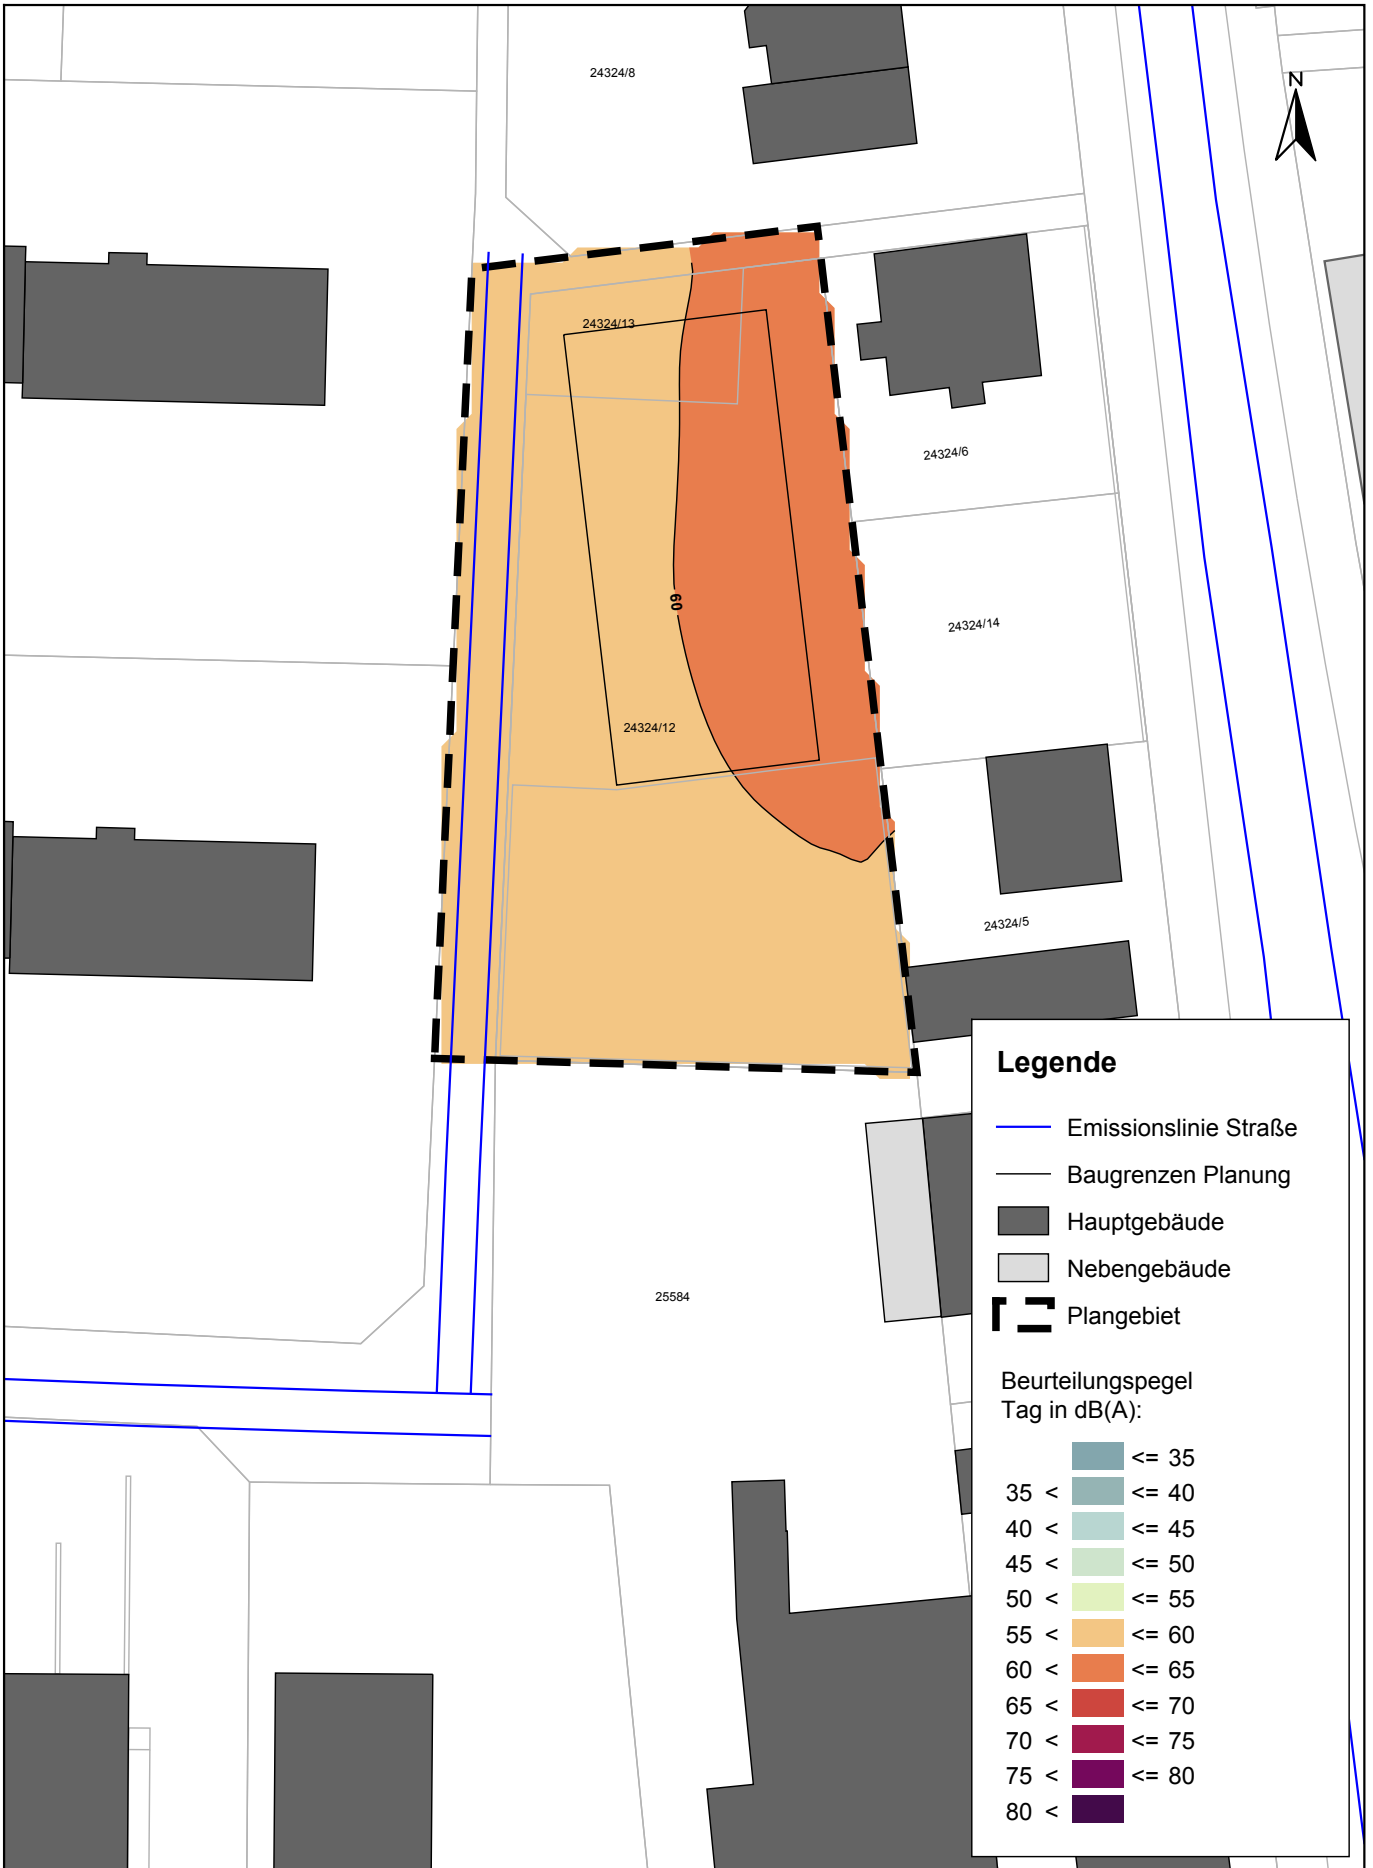 24324/8
N
24324/13
24324/6
60
24324/14
24324/12
24324/5
25584
Legende
Emissionslinie Straße
Baugrenzen Planung
Hauptgebäude
Nebengebäude
Plangebiet
Beurteilungspegel
Tag in dB(A):
<= 35
35 < <= 40
40 < <= 45
45 < <= 50
50 < <= 55
55 < <= 60
60 < <= 65
65 < <= 70
70 < <= 75
75 < <= 80
80 <